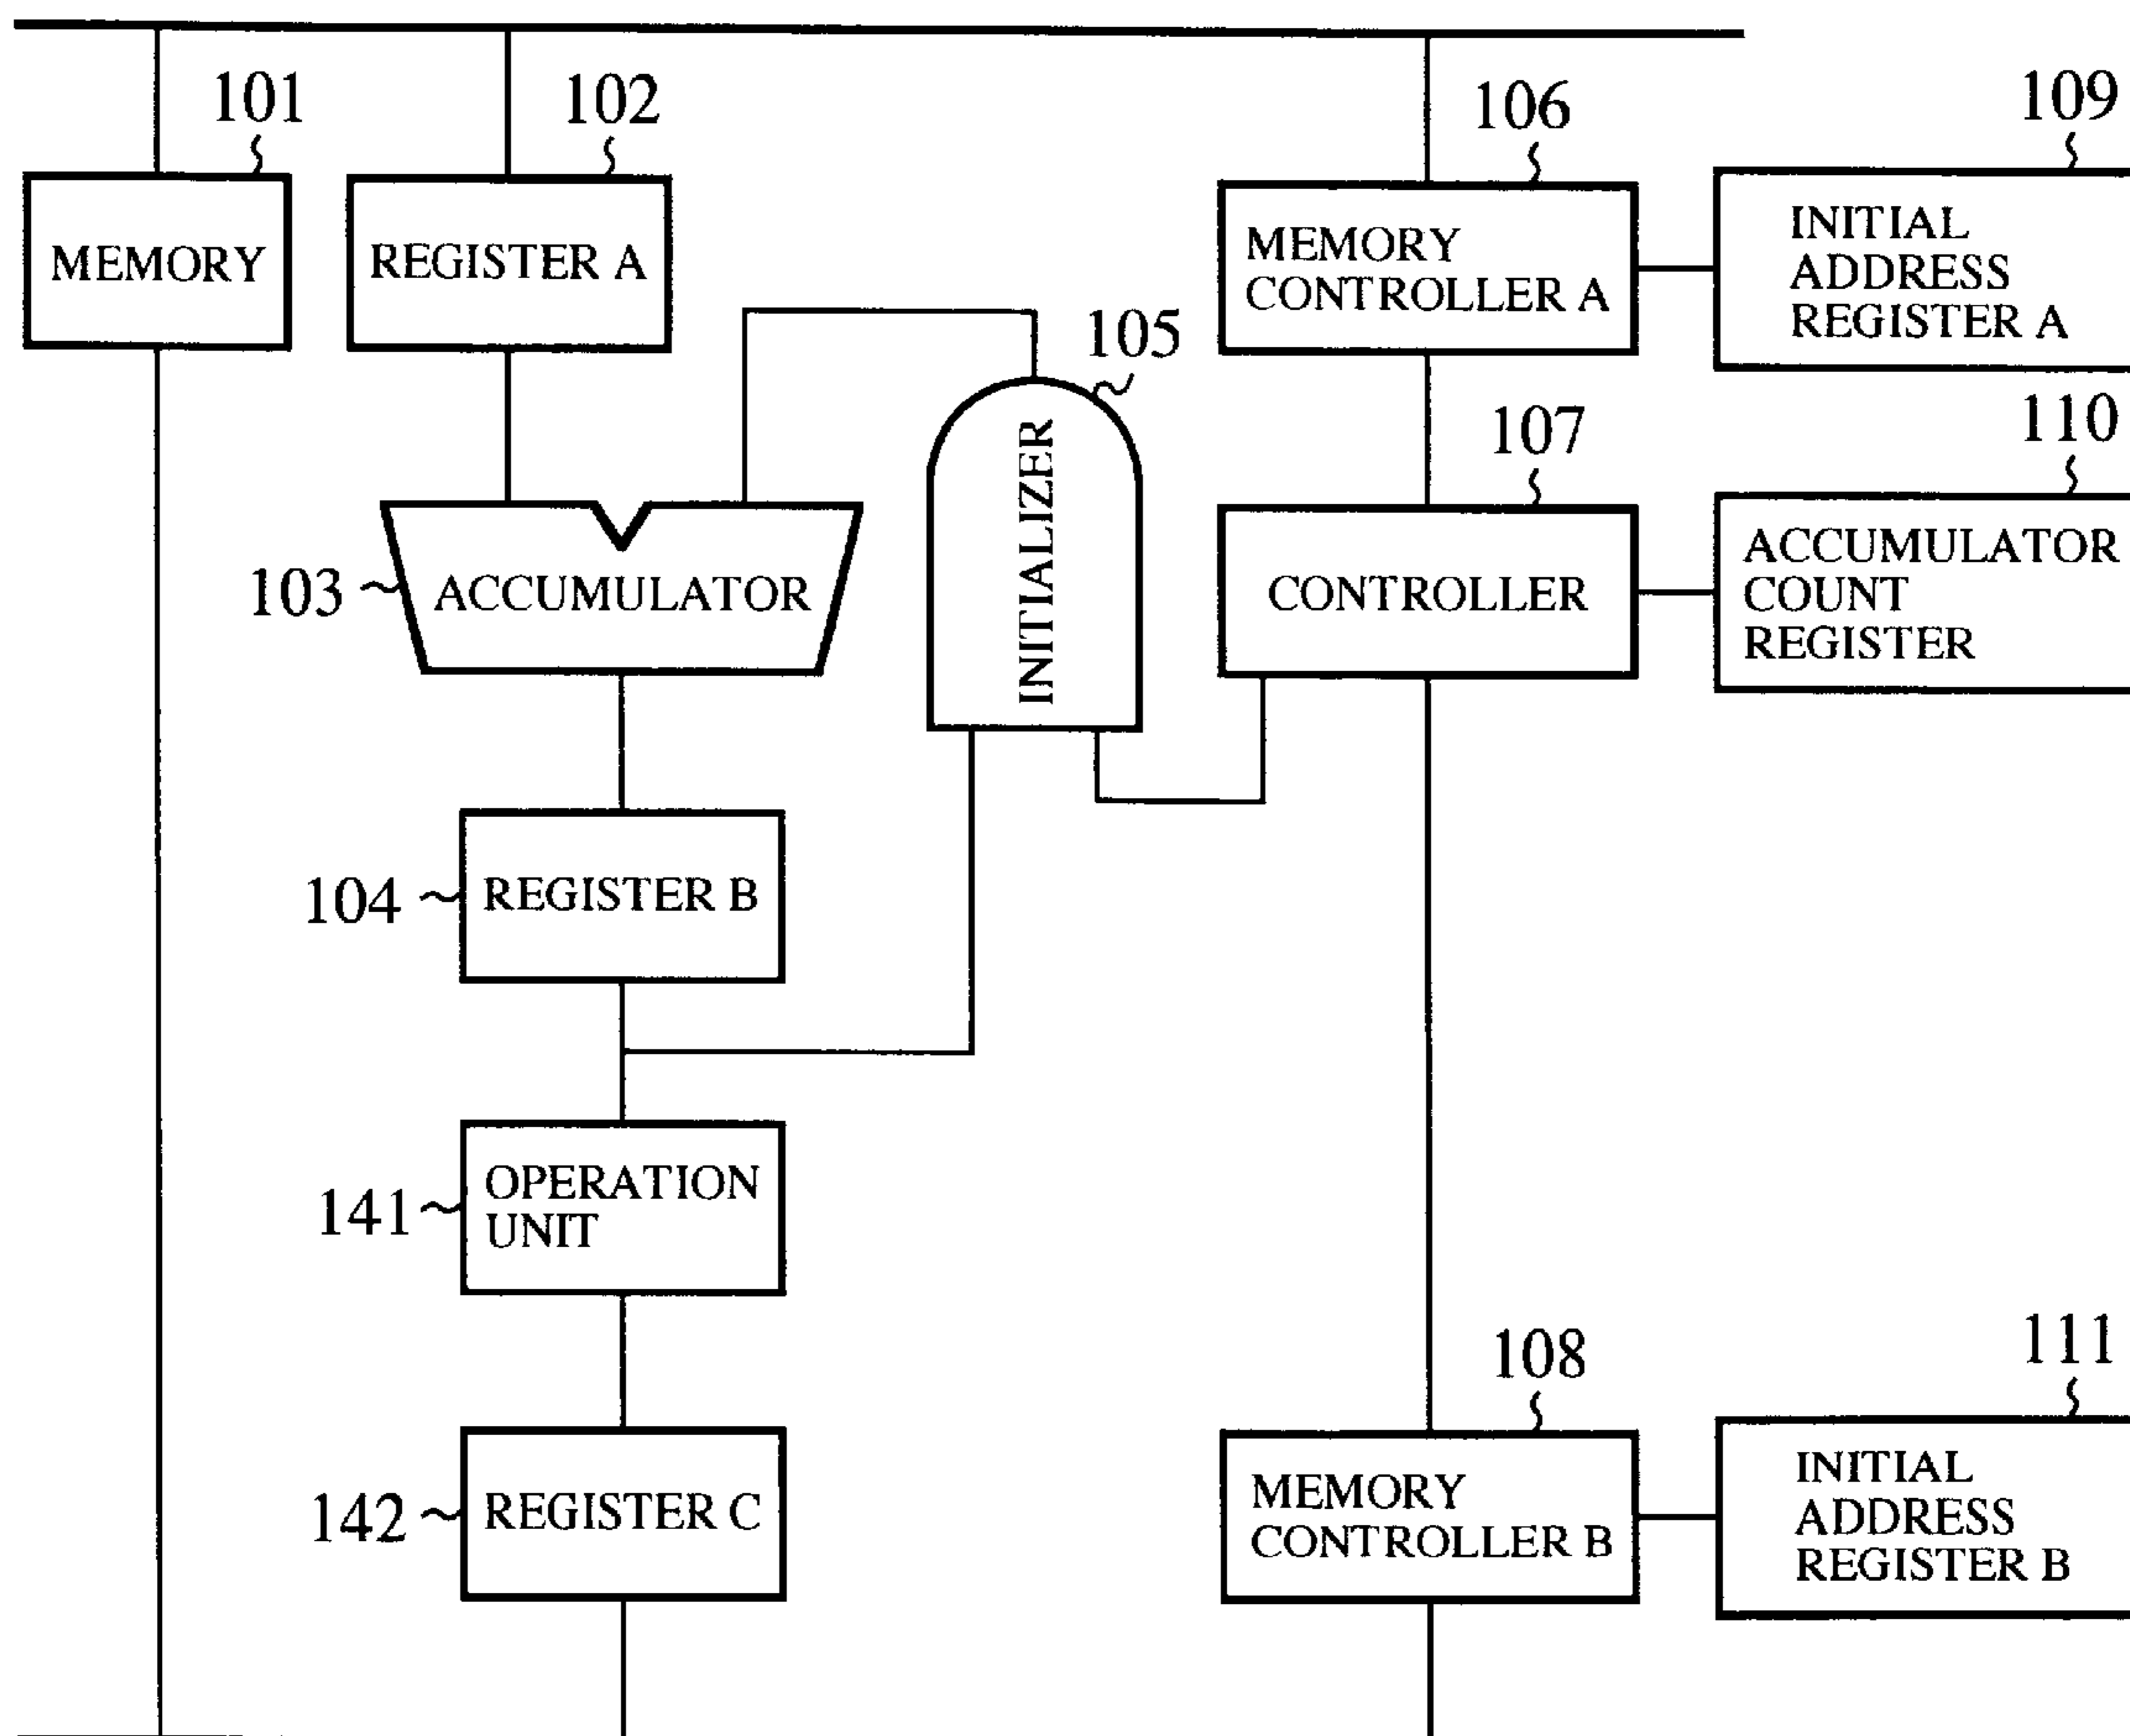 101
102
106
109
MEMORY
REGISTER A
MEMORY
CONTROLLER A
INITIAL
ADDRESS
REGISTER A
105
107
110
103
ACCUMULATOR
INITIALIZER
CONTROLLER
ACCUMULATOR
COUNT
REGISTER
104
REGISTER B
141
OPERATION
UNIT
108
111
142
REGISTER C
MEMORY
CONTROLLER B
INITIAL
ADDRESS
REGISTER B